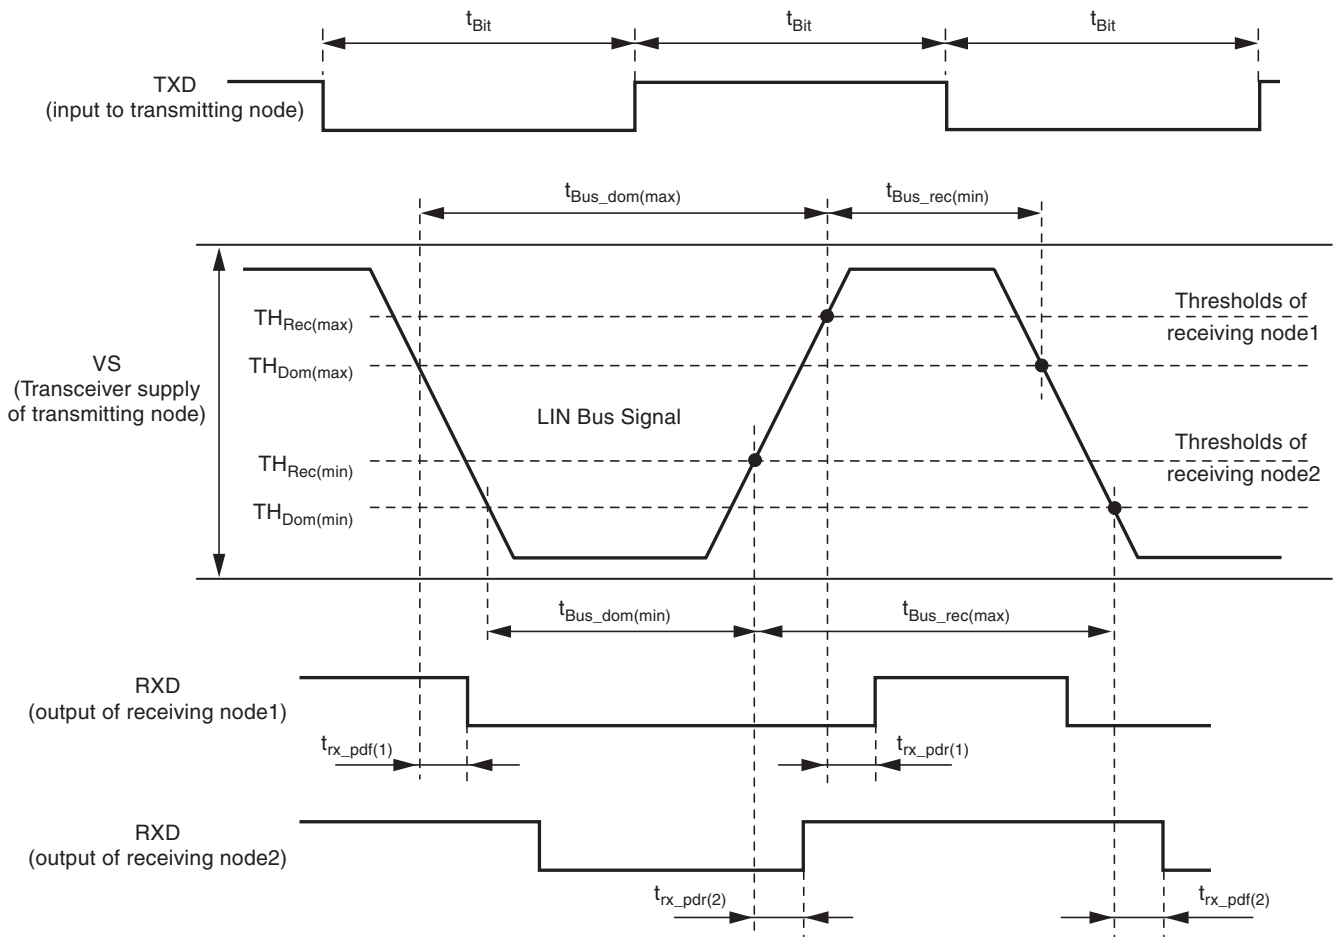 tBit
tBit
tBit
TXD
(input to transmitting node)
tBus_dom(max)
tBus_rec(min)
THRec(max)
Thresholds of
receiving node1
VS
(Transceiver supply
of transmitting node)
THDom(max)
LIN Bus Signal
THRec(min)
Thresholds of
receiving node2
THDom(min)
tBus_dom(min)
tBus_rec(max)
RXD
(output of receiving node1)
trx_pdf(1)
trx_pdr(1)
RXD
(output of receiving node2)
trx_pdr(2)
trx_pdf(2)